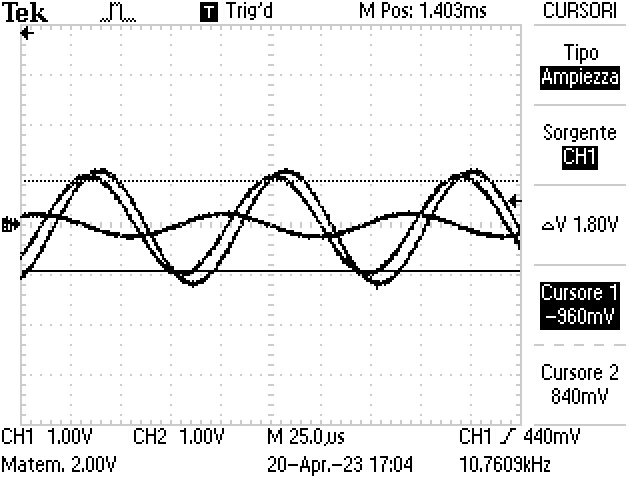 Tek T Trig'd M Pos: 1.403ms CURSORI
Tipo
Ampiezza
Sorgente
CH1
△V 1.80V
Cursore 1
-960mV
Cursore 2
840mV
CH1 1.00V CH2 1.00V M 25.0µs CH1 440mV
Matem. 2.00V 20-Apr.-23 17:04 10.7609kHz